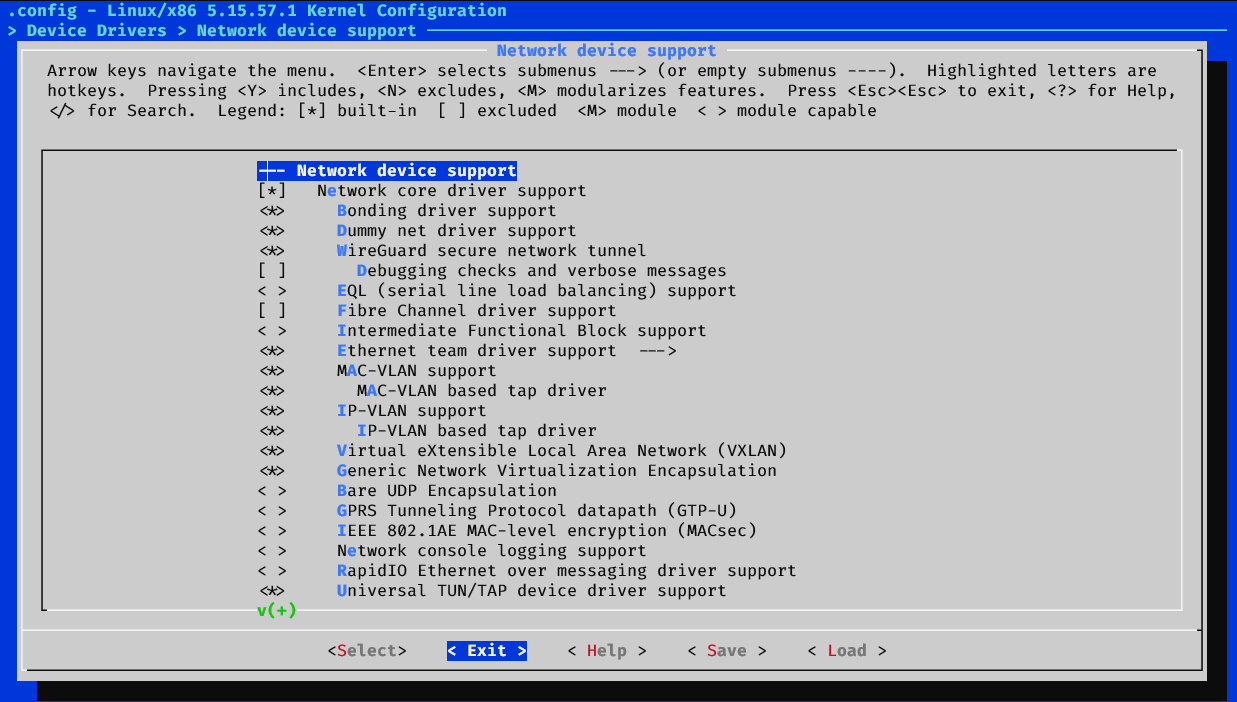 .config - Linux/x86 5.15.57.1 Kernel Configuration
> Device Drivers > Network device support
Network device support
Arrow keys navigate the menu.  <Enter> selects submenus ---> (or empty submenus ----).  Highlighted letters are
hotkeys.  Pressing <Y> includes, <N> excludes, <M> modularizes features.  Press <Esc><Esc> to exit, <?> for Help,
</> for Search.  Legend: [*] built-in  [ ] excluded  <M> module  < > module capable
--- Network device support
[*]   Network core driver support
<*>     Bonding driver support
<*>     Dummy net driver support
<*>     WireGuard secure network tunnel
[ ]       Debugging checks and verbose messages
< >     EQL (serial line load balancing) support
[ ]     Fibre Channel driver support
< >     Intermediate Functional Block support
<*>     Ethernet team driver support  --->
<*>     MAC-VLAN support
<*>       MAC-VLAN based tap driver
<*>     IP-VLAN support
<*>       IP-VLAN based tap driver
<*>     Virtual eXtensible Local Area Network (VXLAN)
<*>     Generic Network Virtualization Encapsulation
< >     Bare UDP Encapsulation
< >     GPRS Tunneling Protocol datapath (GTP-U)
< >     IEEE 802.1AE MAC-level encryption (MACsec)
< >     Network console logging support
< >     RapidIO Ethernet over messaging driver support
<*>     Universal TUN/TAP device driver support
v(+)
<Select>    < Exit >    < Help >    < Save >    < Load >